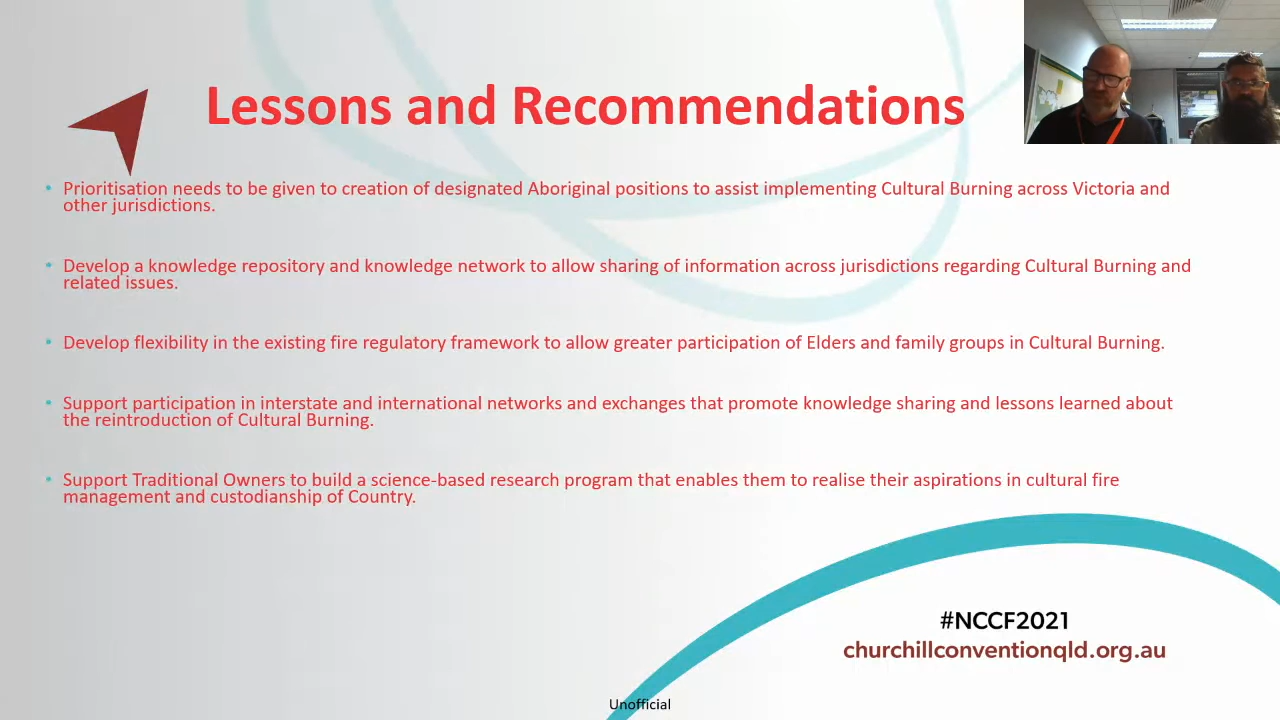 Lessons and Recommendations
• Prioritisation needs to be given to creation of designated Aboriginal positions to assist implementing Cultural Burning across Victoria and
other jurisdictions.
• Develop a knowledge repository and knowledge network to allow sharing of information across jurisdictions regarding Cultural Burning and
related issues.
• Develop flexibility in the existing fire regulatory framework to allow greater participation of Elders and family groups in Cultural Burning.
• Support participation in interstate and international networks and exchanges that promote knowledge sharing and lessons learned about
the reintroduction of Cultural Burning.
• Support Traditional Owners to build a science-based research program that enables them to realise their aspirations in cultural fire
management and custodianship of Country.
#NCCF2021
churchillconventionqld.org.au
Unofficial